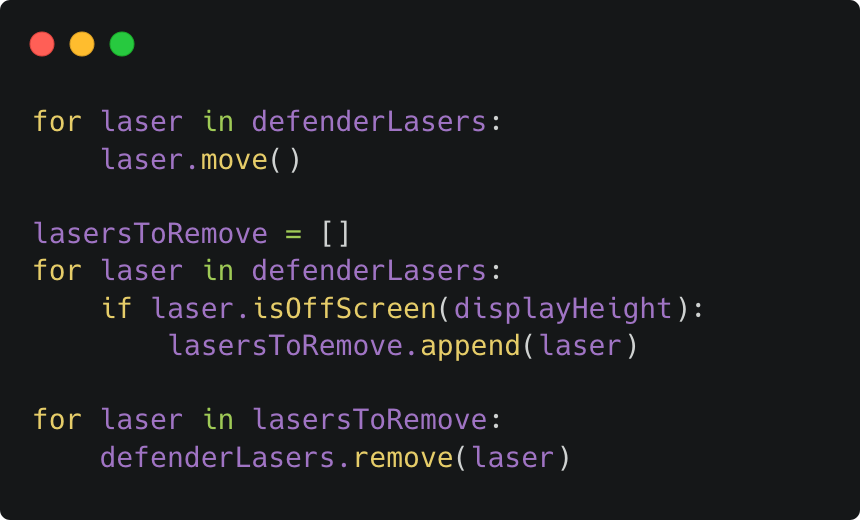 for laser in defenderLasers:
    laser.move()

lasersToRemove = []
for laser in defenderLasers:
    if laser.isOffScreen(displayHeight):
        lasersToRemove.append(laser)

for laser in lasersToRemove:
    defenderLasers.remove(laser)